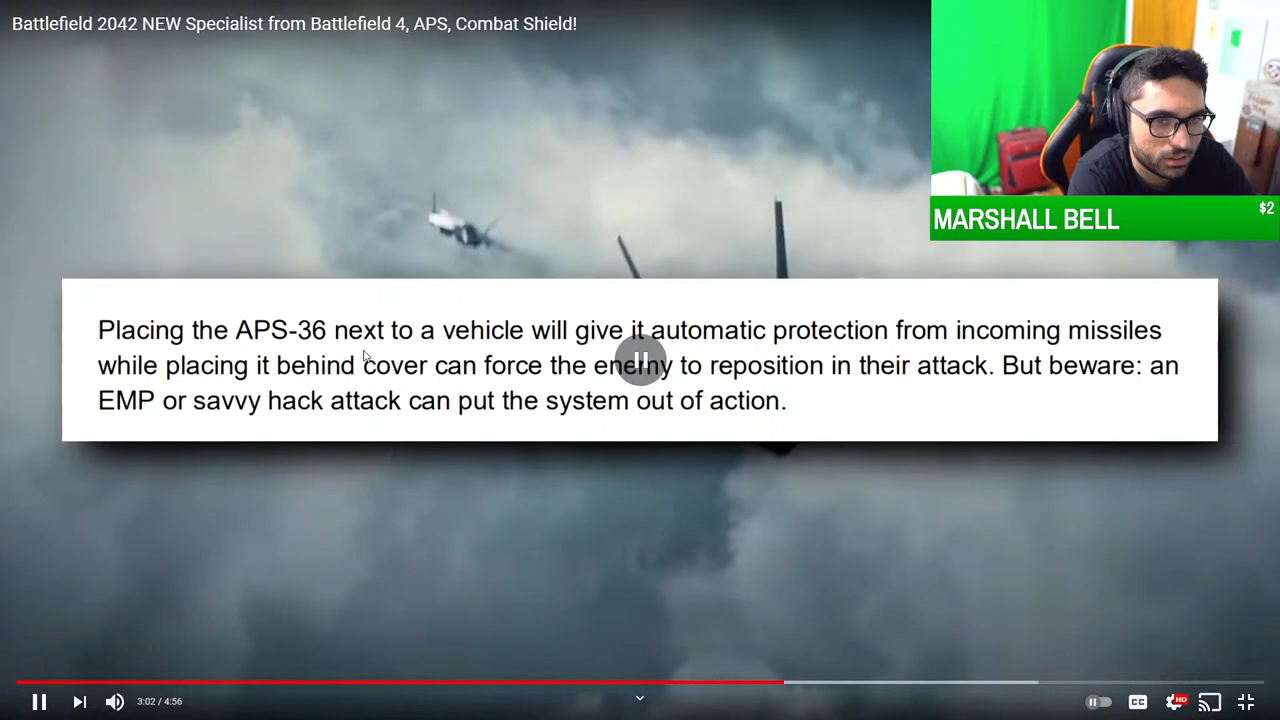 Battlefield 2042 NEW Specialist from Battlefield 4, APS, Combat Shield!
MARSHALL BELL
$2
Placing the APS-36 next to a vehicle will give it automatic protection from incoming missiles
while placing it behind cover can force the enemy to reposition in their attack. But beware: an
EMP or savvy hack attack can put the system out of action.
3:02 / 4:56
CC
HD